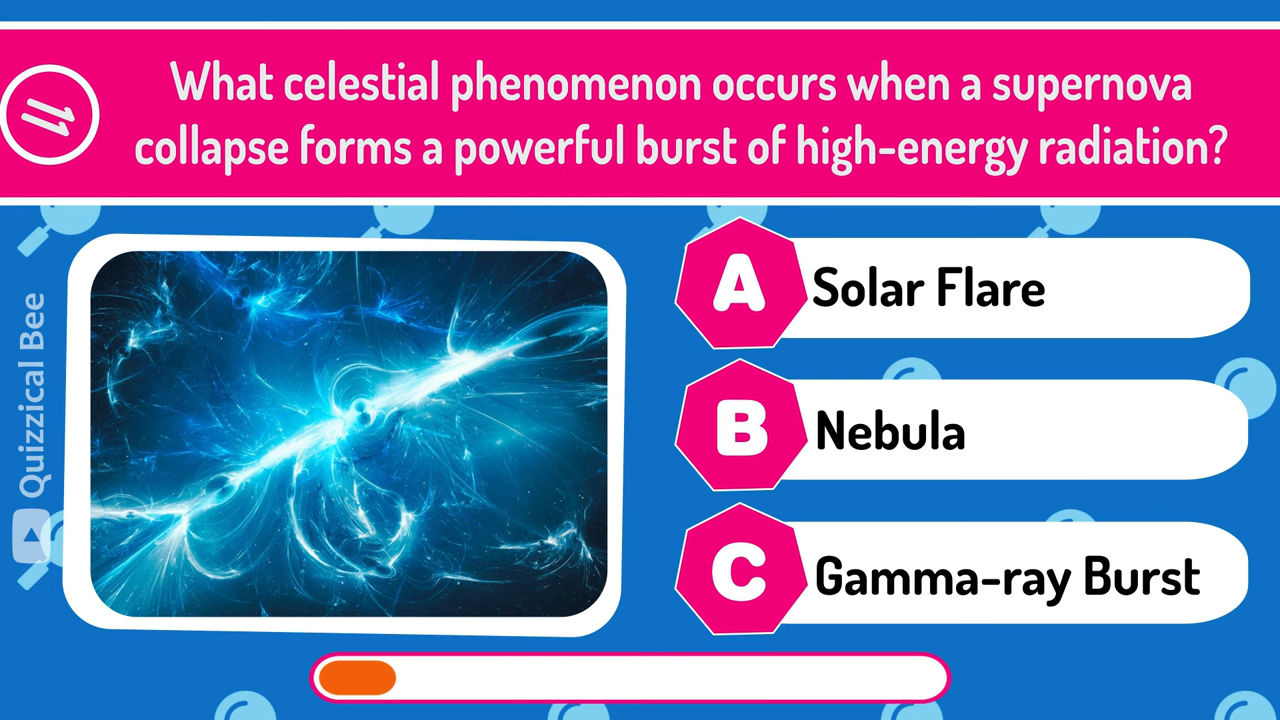 11
What celestial phenomenon occurs when a supernova
collapse forms a powerful burst of high-energy radiation?
Quizzical Bee
A
Solar Flare
B
Nebula
C
Gamma-ray Burst